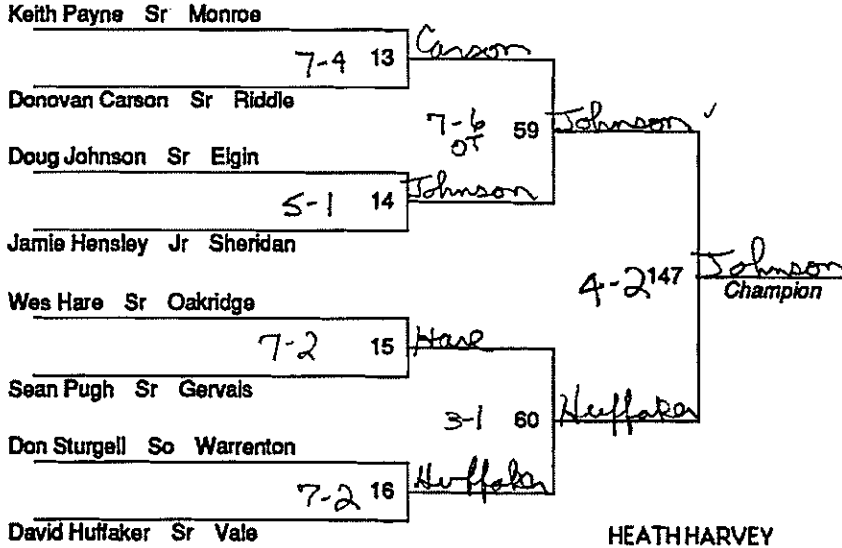 Keith Payne Sr Monroe
7-4 13 Carson
Donovan Carson Sr Riddle
7-6 59 Johnson ✓
OT
Doug Johnson Sr Elgin
5-1 14 Johnson
Jamie Hensley Jr Sheridan
4-2 147 Johnson
Champion
Wes Hare Sr Oakridge
7-2 15 Hare
Sean Pugh Sr Gervais
3-1 60 Huffaker
Don Sturgell So Warrenton
7-2 16 Huffaker
David Huffaker Sr Vale
HEATH HARVEY